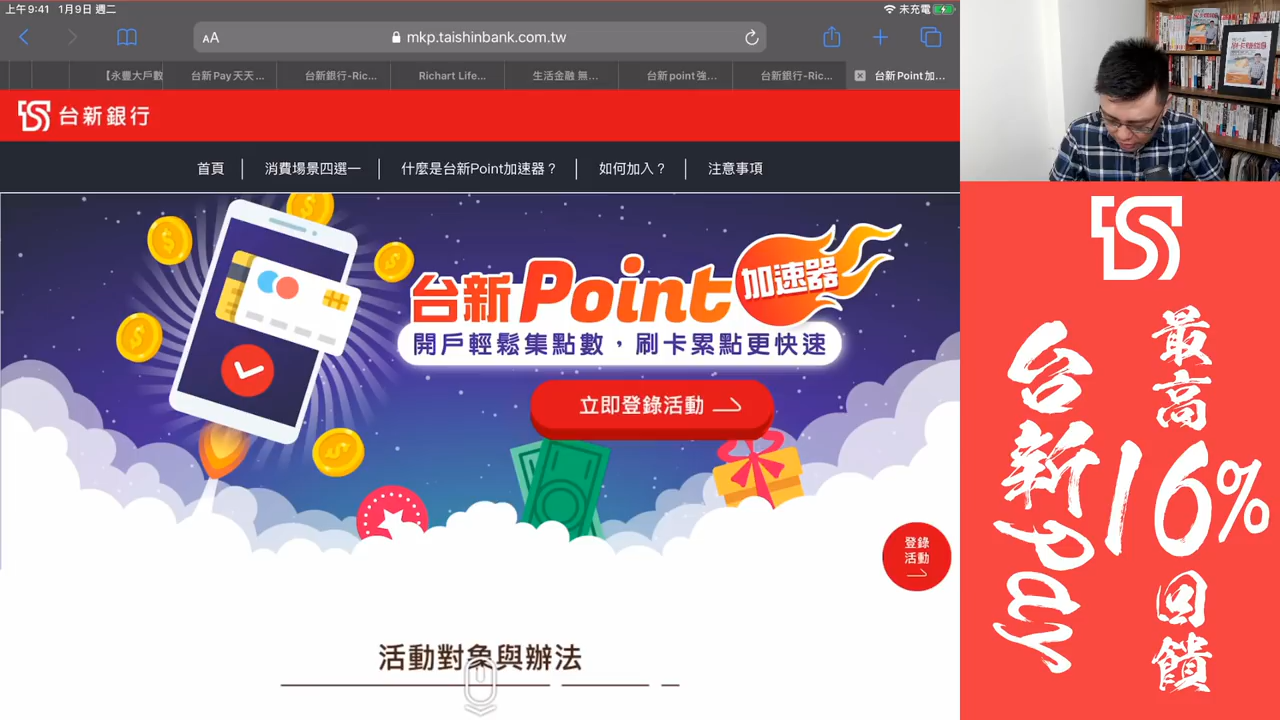 上午9:41 1月9日 週二
未充電
AA
mkp.taishinbank.com.tw
【永豐大戶數
台新Pay天天...
台新銀行-Ric...
Richart Life...
生活金融 無...
台新point強...
台新銀行-Ric...
台新Point加...
台新銀行
首頁
消費場景四選一
什麼是台新Point加速器？
如何加入？
注意事項
台新Point加速器
開戶輕鬆集點數，刷卡累點更快速
立即登錄活動
登錄
活動
活動對象與辦法
台新Pay
最高16%回饋